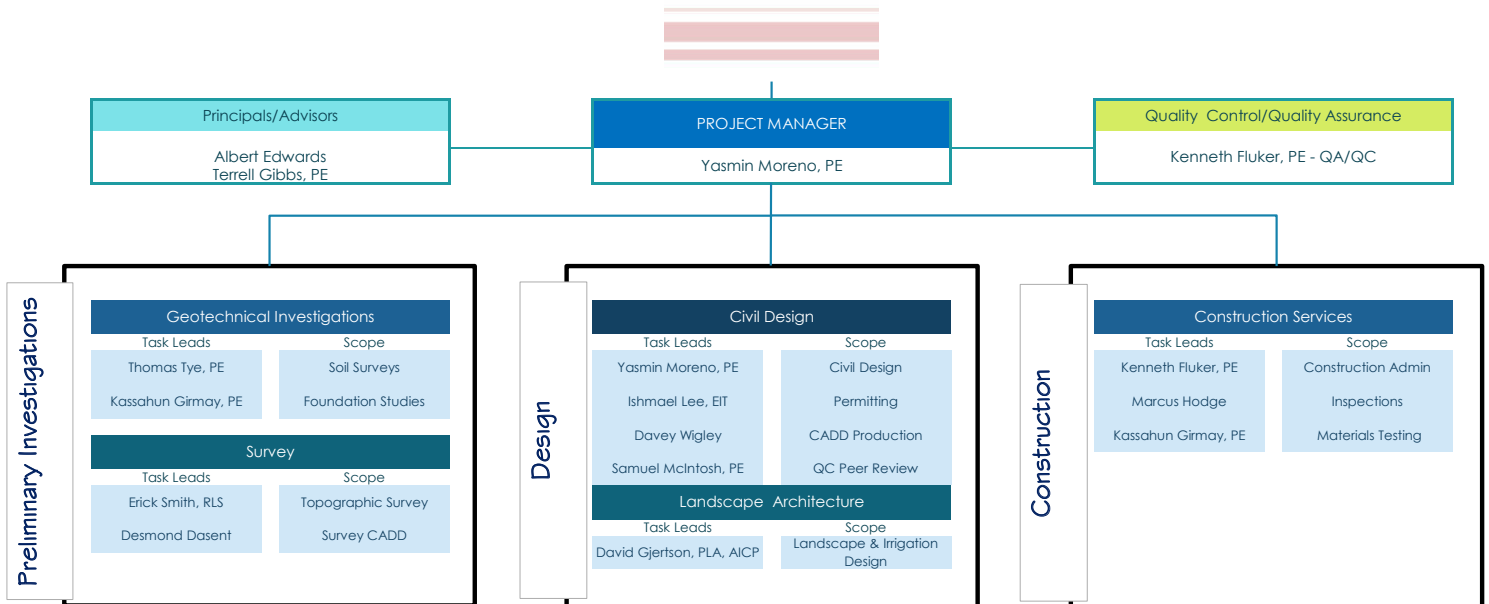 Principals/Advisors
Albert Edwards
Terrell Gibbs, PE
PROJECT MANAGER
Yasmin Moreno, PE
Quality Control/Quality Assurance
Kenneth Fluker, PE - QA/QC
Preliminary Investigations
Geotechnical Investigations
Task Leads
Scope
Thomas Tye, PE
Soil Surveys
Kassahun Girmay, PE
Foundation Studies
Survey
Task Leads
Scope
Erick Smith, RLS
Topographic Survey
Desmond Dasent
Survey CADD
Design
Civil Design
Task Leads
Scope
Yasmin Moreno, PE
Civil Design
Ishmael Lee, EIT
Permitting
Davey Wigley
CADD Production
Samuel McIntosh, PE
QC Peer Review
Landscape Architecture
Task Leads
Scope
David Gjertson, PLA, AICP
Landscape & Irrigation
Design
Construction
Construction Services
Task Leads
Scope
Kenneth Fluker, PE
Construction Admin
Marcus Hodge
Inspections
Kassahun Girmay, PE
Materials Testing